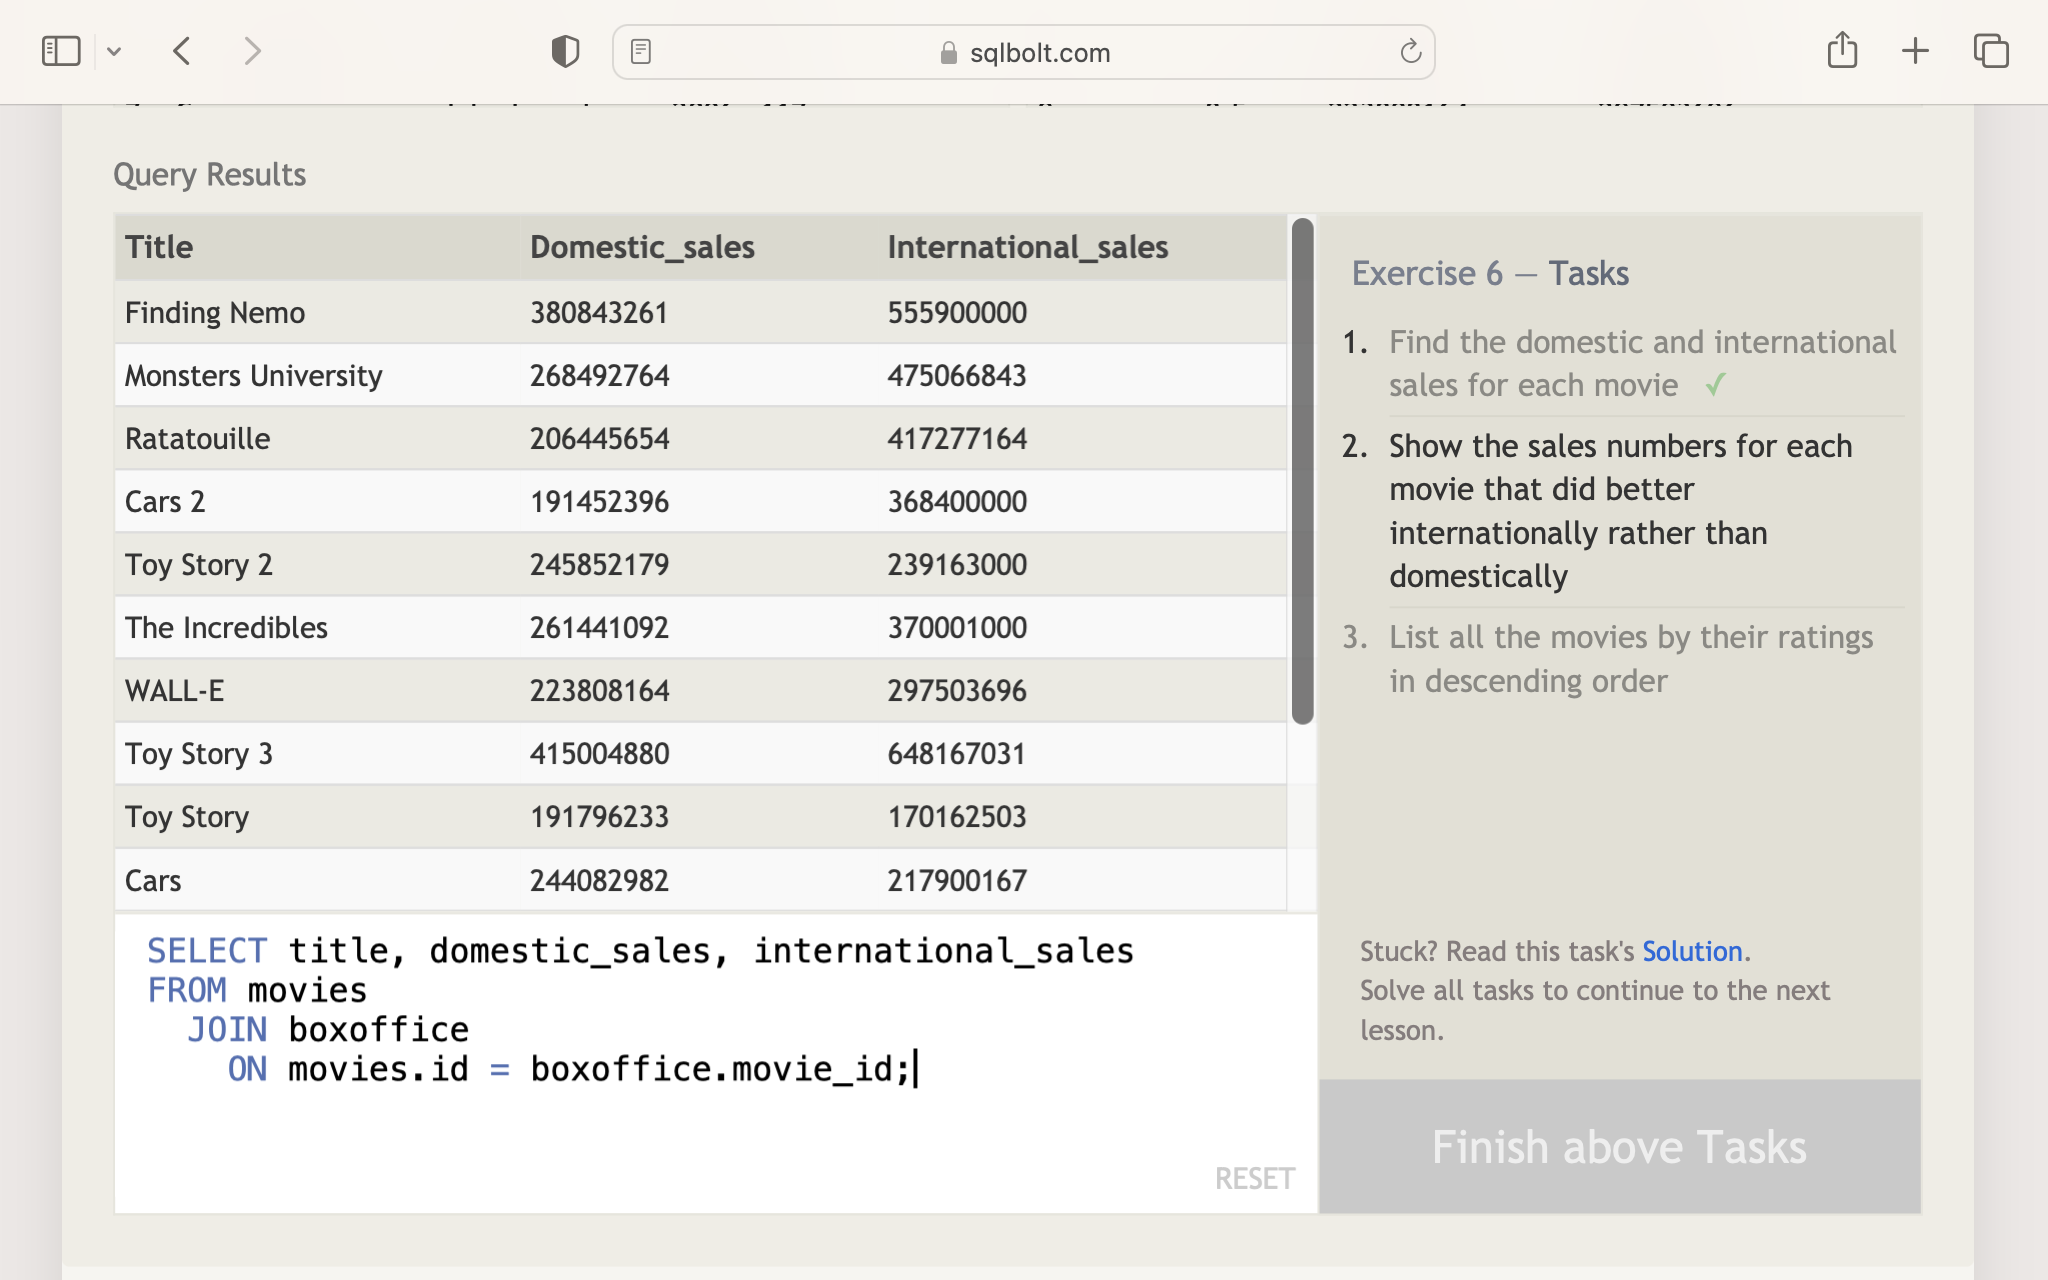 sqlbolt.com
Query Results
Title Domestic_sales International_sales
Finding Nemo 380843261 555900000
Monsters University 268492764 475066843
Ratatouille 206445654 417277164
Cars 2 191452396 368400000
Toy Story 2 245852179 239163000
The Incredibles 261441092 370001000
WALL-E 223808164 297503696
Toy Story 3 415004880 648167031
Toy Story 191796233 170162503
Cars 244082982 217900167
SELECT title, domestic_sales, international_sales
FROM movies
JOIN boxoffice
ON movies.id = boxoffice.movie_id;
RESET
Exercise 6 — Tasks
1. Find the domestic and international
sales for each movie ✓
2. Show the sales numbers for each
movie that did better
internationally rather than
domestically
3. List all the movies by their ratings
in descending order
Stuck? Read this task's Solution.
Solve all tasks to continue to the next
lesson.
Finish above Tasks